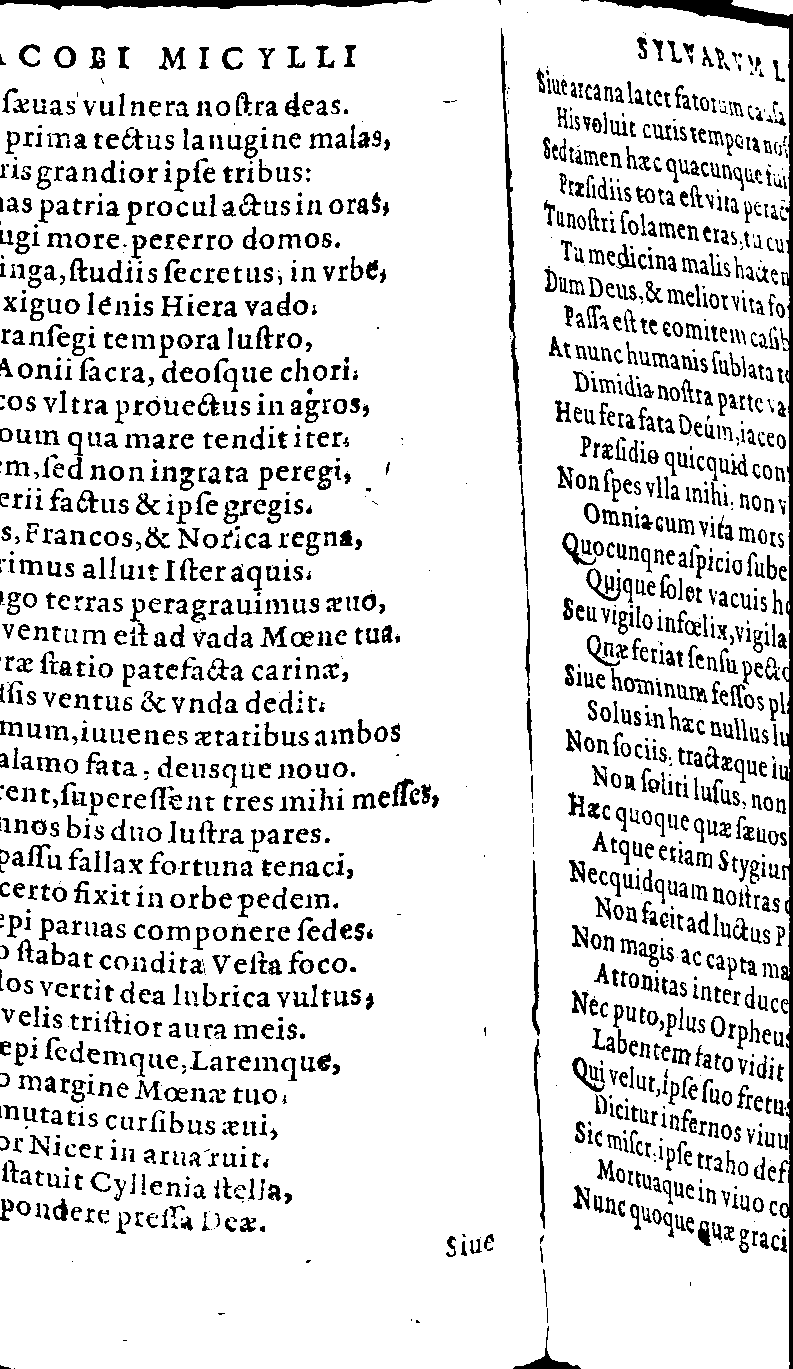 ACOBI MICYLLI
ſæuas vulnera noſtra deas.
prima tectus lanugine malas,
ris grandior ipſe tribus:
as patria procul actus in oras,
ugi more pererro domos.
inga, ſtudiis ſecretus, in vrbe,
xiguo lenis Hiera vado.
ranſegi tempora luſtro,
Aonii ſacra, deoſque chori.
cos vltra prouectus in agros,
oum qua mare tendit iter.
em, ſed non ingrata peregi,
erii factus & ipſe gregis.
s, Francos, & Norica regna,
rimus alluit Iſter aquis.
go terras peragrauimus æuo,
ventum eſt ad vada Mœne tua.
ræ ſtatio patefacta carinæ,
ſſis ventus & vnda dedit.
mum, iuuenes ætatibus ambos
alamo fata, deusque nouo.
rent, ſupereſſent tres mihi meſſes,
nnos bis duo luſtra pares.
paſſu fallax fortuna tenaci,
certo fixit in orbe pedem.
epi paruas componere ſedes,
o ſtabat condita Veſta foco.
los vertit dea lubrica vultus,
velis triſtior aura meis.
epi ſedemque, Laremque,
o margine Mœnæ tuo,
mutatis curſibus æui,
or Nicer in arua ruit.
ſtatuit Cyllenia ſtella,
pondere preſſa Deæ.
Siue
SYLVARVM L
Siue arcana latet fatorum cauſa
His voluit curis tempora noſ
Sed tamen hæc quacunque fui
Præſidiis tota eſt vita peract
Tu noſtri ſolamen eras, tu cur
Tu medicina malis hacten
Dum Deus, & melior vita fo
Paſſa eſt te comitem caſib
At nunc humanis ſublata t
Dimidia noſtra parte va
Heu fera fata Deûm, iaceo
Præſidio quicquid con
Non ſpes vlla mihi, non v
Omnia cum vita mors
Quocunqne aſpicio ſube
Quique ſolet vacuis h
Seu vigilo infœlix, vigila
Quæ feriat ſenſu pecto
Siue hominum feſſos pl
Solus in hæc nullus lu
Non ſociis, tractæque iu
Non ſoliti luſus, non
Hæc quoque quæ ſæuos
Atque etiam Stygiur
Necquidquam noſtras
Non facit ad luctus P
Non magis ac capta ma
Attonitas inter duce
Nec puto, plus Orpheus
Labentem fato vidit
Qui velut, ipſe ſuo fretus
Dicitur infernos viuu
Sic miſer, ipſe traho def
Mortuaque in viuo co
Nunc quoque quæ graci